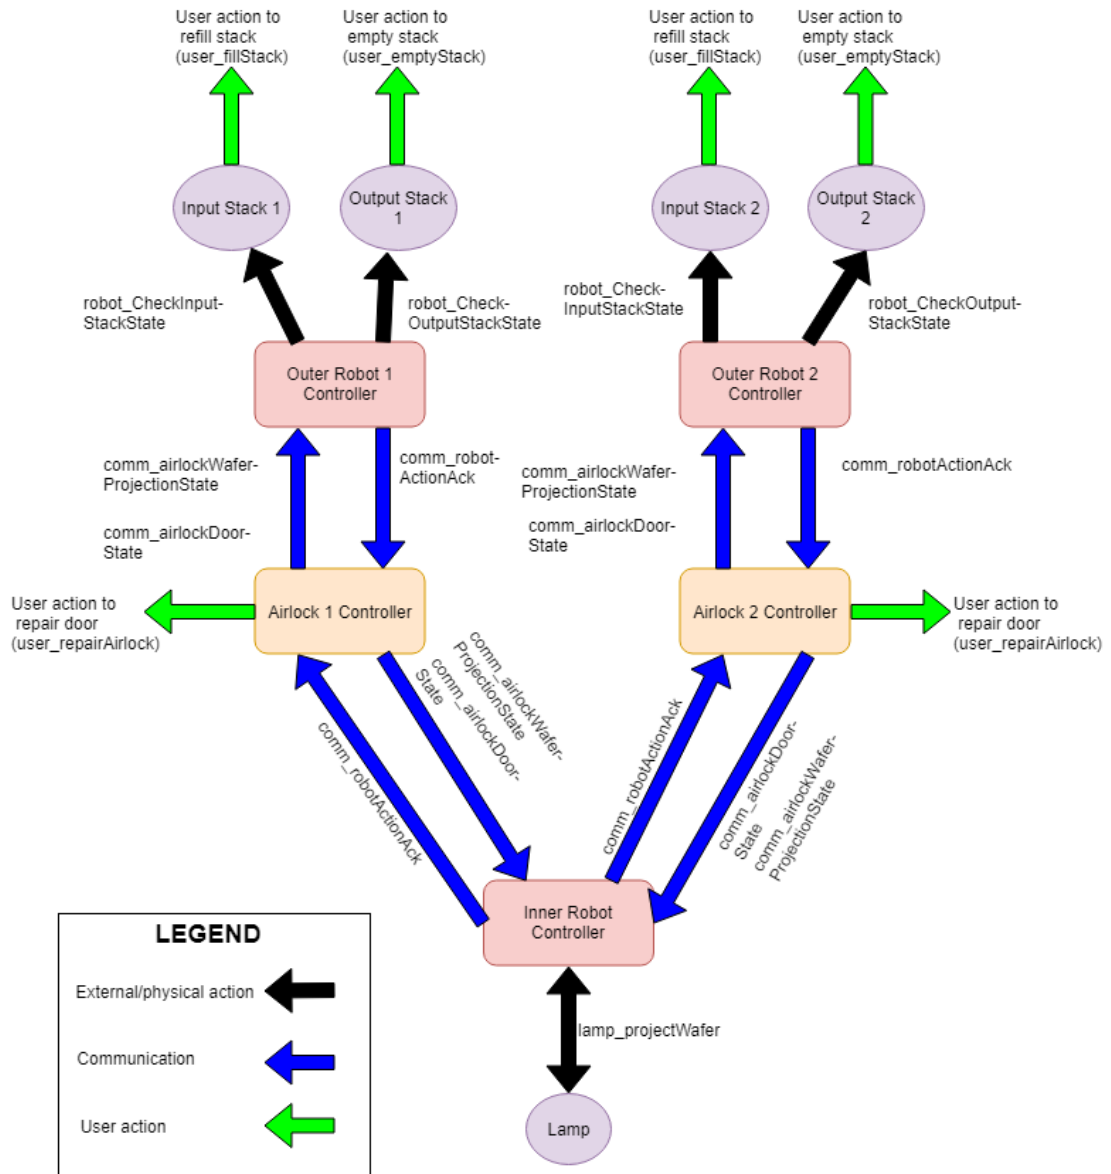 User action to
refill stack
(user_fillStack)
User action to
empty stack
(user_emptyStack)
User action to
refill stack
(user_fillStack)
User action to
empty stack
(user_emptyStack)
Input Stack 1
Output Stack
1
Input Stack 2
Output Stack
2
robot_CheckInput-
StackState
robot_Check-
OutputStackState
robot_Check-
InputStackState
robot_CheckOutput-
StackState
Outer Robot 1
Controller
Outer Robot 2
Controller
comm_airlockWafer-
ProjectionState
comm_airlockDoor-
State
comm_robot-
ActionAck
comm_airlockWafer-
ProjectionState
comm_airlockDoor-
State
comm_robotActionAck
User action to
repair door
(user_repairAirlock)
Airlock 1 Controller
Airlock 2 Controller
User action to
repair door
(user_repairAirlock)
comm_robotActionAck
comm_airlockWafer-
ProjectionState
comm_airlockDoor-
State
comm_robotActionAck
comm_airlockDoor-
State
comm_airlockWafer-
ProjectionState
Inner Robot
Controller
lamp_projectWafer
Lamp
LEGEND
External/physical action
Communication
User action